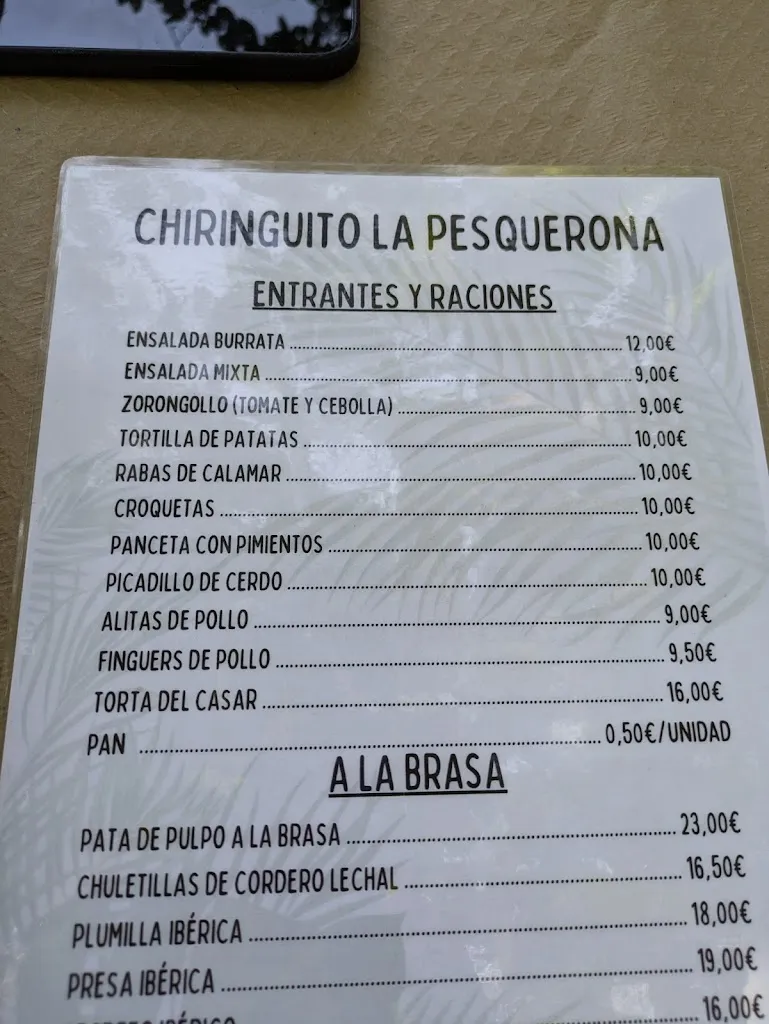 CHIRINGUITO LA PESQUERONA
ENTRANTES Y RACIONES
ENSALADA BURRATA 12,00€
ENSALADA MIXTA 9,00€
ZORONGOLLO (TOMATE Y CEBOLLA) 9,00€
TORTILLA DE PATATAS 10,00€
RABAS DE CALAMAR 10,00€
CROQUETAS 10,00€
PANCETA CON PIMIENTOS 10,00€
PICADILLO DE CERDO 10,00€
ALITAS DE POLLO 9,00€
FINGUERS DE POLLO 9,50€
TORTA DEL CASAR 16,00€
PAN 0,50€/UNIDAD
A LA BRASA
PATA DE PULPO A LA BRASA 23,00€
CHULETILLAS DE CORDERO LECHAL 16,50€
PLUMILLA IBÉRICA 18,00€
PRESA IBÉRICA 19,00€
IBÉRICO 16,00€